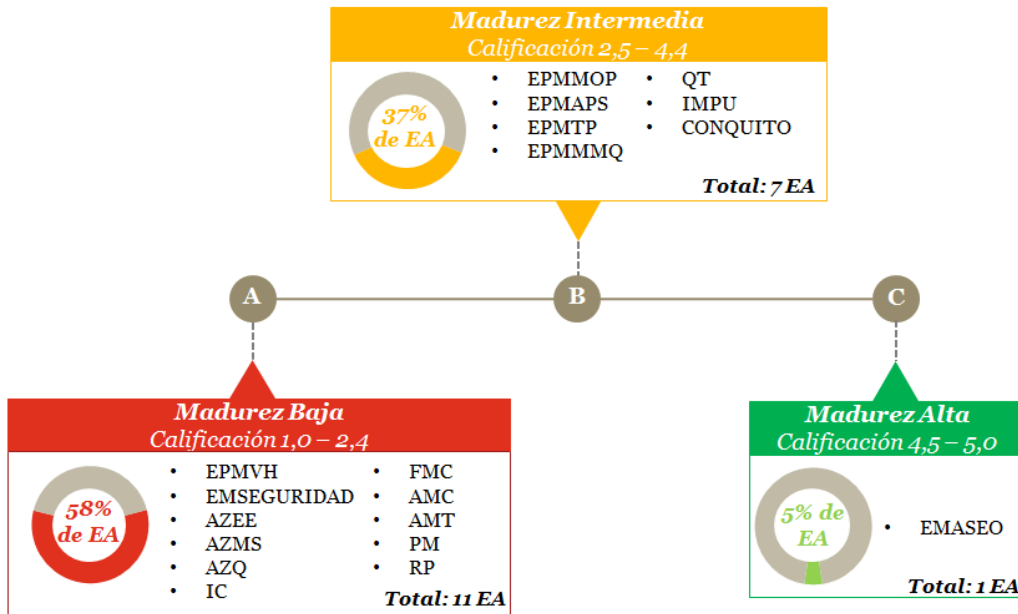 Madurez Intermedia
Calificación 2,5 – 4,4
37%
de EA
• EPMMOP
• EPMAPS
• EPMTP
• EPMMMQ
• QT
• IMPU
• CONQUITO
Total: 7 EA
A
B
C
Madurez Baja
Calificación 1,0 – 2,4
58%
de EA
• EPMVH
• EMSEGURIDAD
• AZEE
• AZMS
• AZQ
• IC
• FMC
• AMC
• AMT
• PM
• RP
Total: 11 EA
Madurez Alta
Calificación 4,5 – 5,0
5% de
EA
• EMASEO
Total: 1 EA